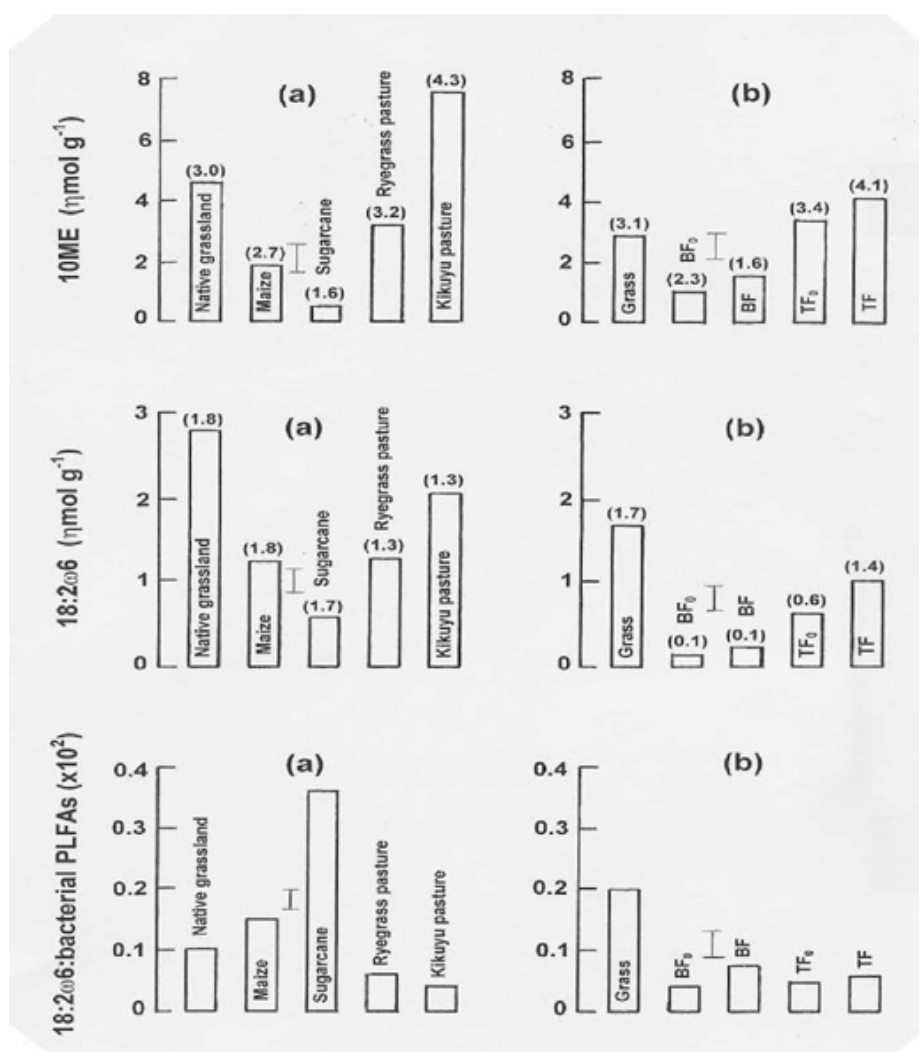 10ME (ηmol g⁻¹)
(a)
8
6
4
2
0
(3.0)
Native grassland
(2.7)
Maize
Sugarcane
(1.6)
Ryegrass pasture
(3.2)
(4.3)
Kikuyu pasture
(b)
8
6
4
2
0
(3.1)
Grass
BF₀
(2.3)
(1.6)
BF
(3.4)
TF₀
(4.1)
TF
18:2ω6 (ηmol g⁻¹)
(a)
3
2
1
0
(1.8)
Native grassland
(1.8)
Maize
Sugarcane
(1.7)
Ryegrass pasture
(1.3)
(1.3)
Kikuyu pasture
(b)
3
2
1
0
(1.7)
Grass
BF₀
(0.1)
BF
(0.1)
(0.6)
TF₀
(1.4)
TF
18:2ω6:bacterial PLFAs (x10²)
(a)
0.4
0.3
0.2
0.1
0
Native grassland
Maize
Sugarcane
Ryegrass pasture
Kikuyu pasture
(b)
0.4
0.3
0.2
0.1
0
Grass
BF₀
BF
TF₀
TF